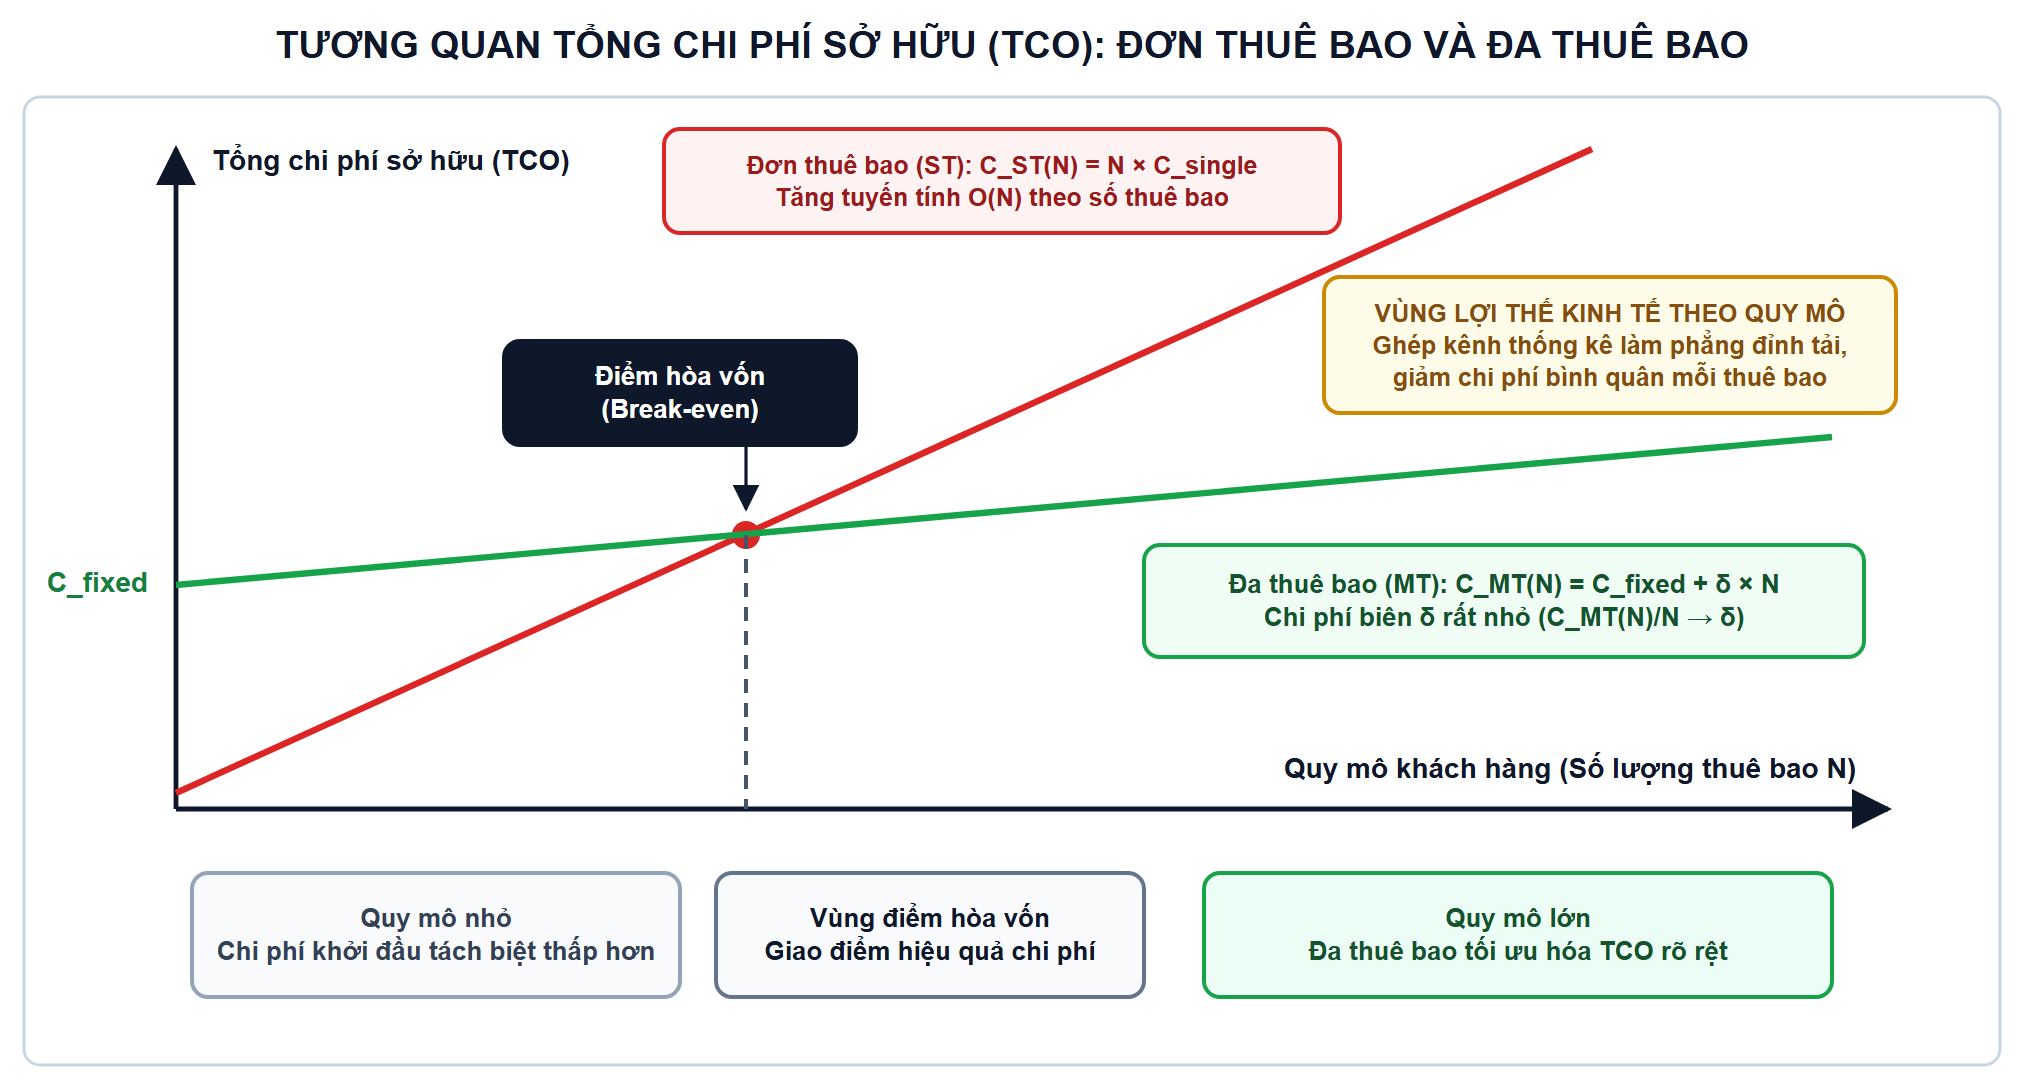 TƯƠNG QUAN TỔNG CHI PHÍ SỞ HỮU (TCO): ĐƠN THUÊ BAO VÀ ĐA THUÊ BAO
Tổng chi phí sở hữu (TCO)
Đơn thuê bao (ST): C_ST(N) = N × C_single
Tăng tuyến tính O(N) theo số thuê bao
VÙNG LỢI THẾ KINH TẾ THEO QUY MÔ
Ghép kênh thống kê làm phẳng đỉnh tải,
giảm chi phí bình quân mỗi thuê bao
Điểm hòa vốn
(Break-even)
C_fixed
Đa thuê bao (MT): C_MT(N) = C_fixed + δ × N
Chi phí biên δ rất nhỏ (C_MT(N)/N → δ)
Quy mô khách hàng (Số lượng thuê bao N)
Quy mô nhỏ
Chi phí khởi đầu tách biệt thấp hơn
Vùng điểm hòa vốn
Giao điểm hiệu quả chi phí
Quy mô lớn
Đa thuê bao tối ưu hóa TCO rõ rệt